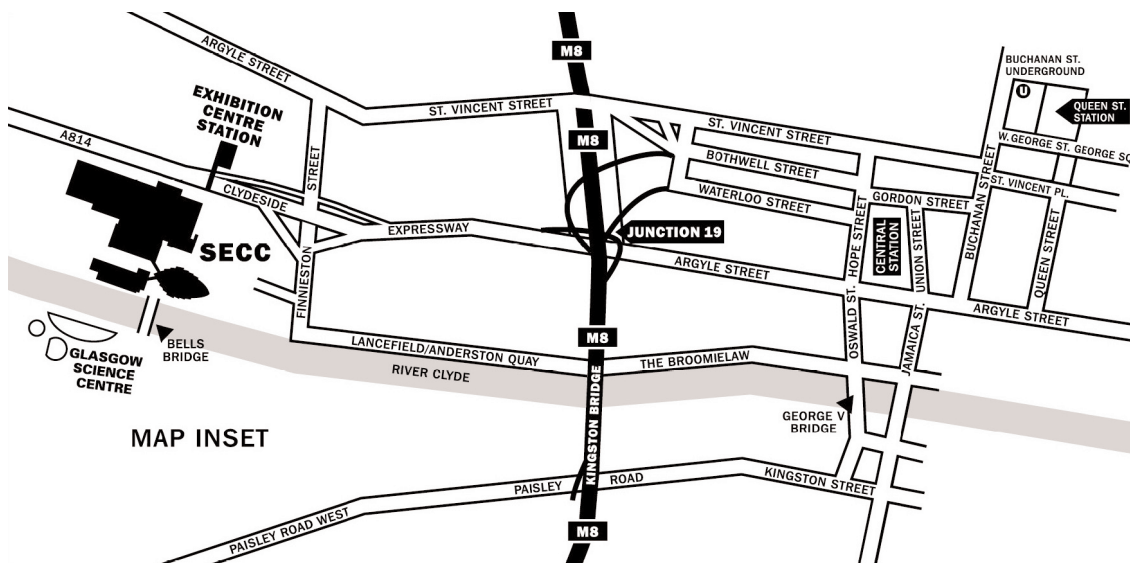 M8
ARGYLE STREET
BUCHANAN ST.
UNDERGROUND
U
QUEEN ST.
STATION
EXHIBITION
CENTRE
STATION
ST. VINCENT STREET
M8
ST. VINCENT STREET
W. GEORGE ST.
GEORGE SQ
A814
STREET
BOTHWELL STREET
ST. VINCENT PL.
CLYDESIDE
WATERLOO STREET
GORDON STREET
BUCHANAN STREET
EXPRESSWAY
JUNCTION 19
HOPE STREET
CENTRAL
STATION
UNION STREET
QUEEN STREET
SECC
ARGYLE STREET
FINNIESTON
OSWALD ST.
JAMAICA ST.
ARGYLE STREET
BELLS
BRIDGE
M8
LANCEFIELD/ANDERSTON QUAY
THE BROOMIELAW
GLASGOW
SCIENCE
CENTRE
RIVER CLYDE
KINGSTON BRIDGE
GEORGE V
BRIDGE
MAP INSET
PAISLEY
ROAD
KINGSTON STREET
PAISLEY ROAD WEST
M8